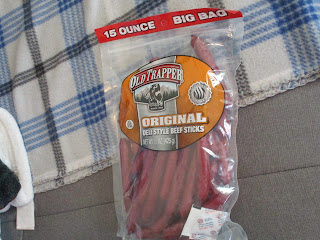 15 OUNCE BIG BAG
OLD TRAPPER
ORIGINAL
DELI STYLE BEEF STICKS